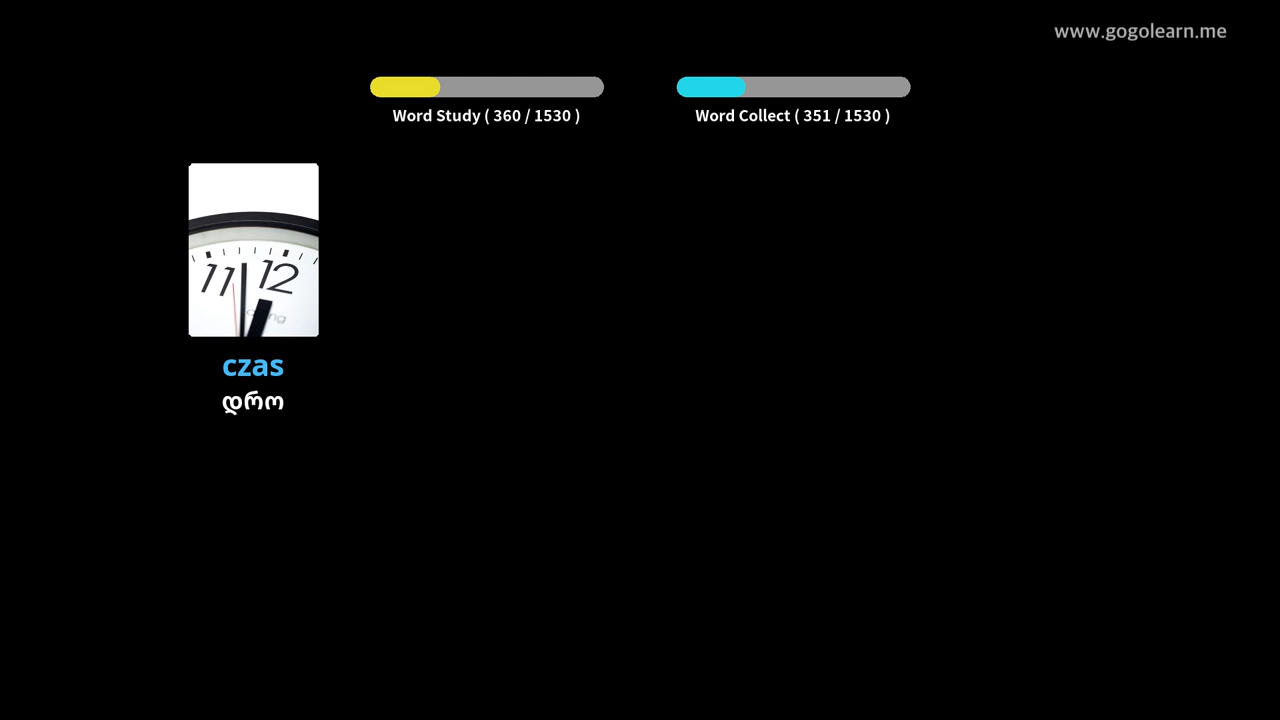 www.gogolearn.me
Word Study ( 360 / 1530 )
Word Collect ( 351 / 1530 )
11 12
czas
დრო